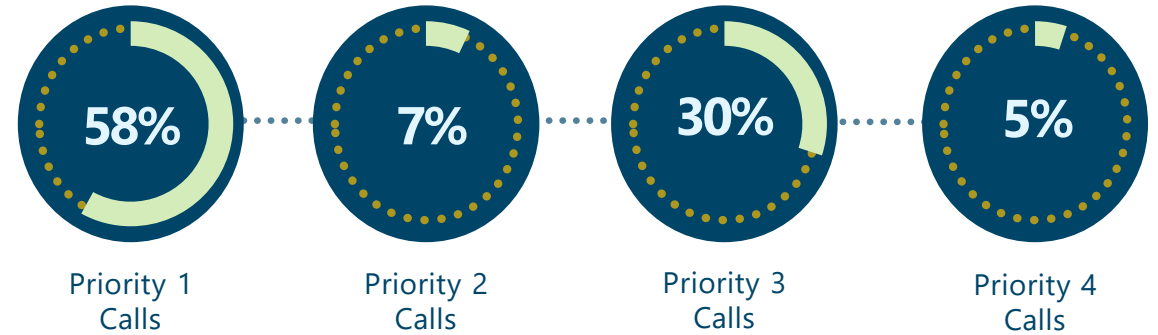 58%
7%
30%
5%
Priority 1
Calls
Priority 2
Calls
Priority 3
Calls
Priority 4
Calls